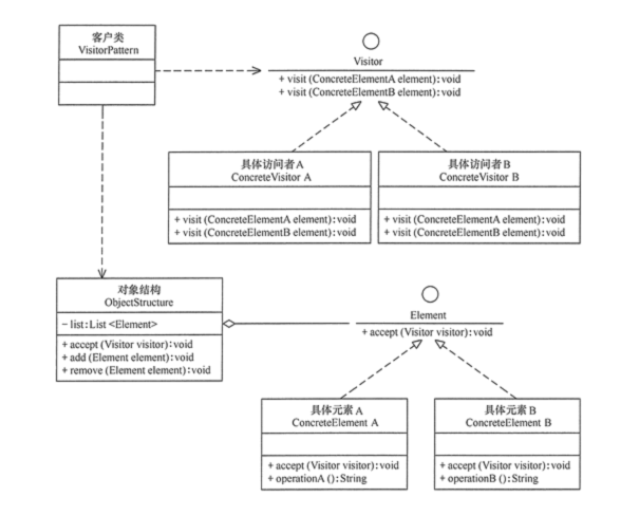 客户类
VisitorPattern
Visitor
+ visit (ConcreteElementA element):void
+ visit (ConcreteElementB element):void
具体访问者A
ConcreteVisitor A
+ visit (ConcreteElementA element):void
+ visit (ConcreteElementB element):void
具体访问者B
ConcreteVisitor B
+ visit (ConcreteElementA element):void
+ visit (ConcreteElementB element):void
对象结构
ObjectStructure
− list:List <Element>
+ accept (Visitor visitor):void
+ add (Element element):void
+ remove (Element element):void
Element
+ accept (Visitor visitor):void
具体元素A
ConcreteElement A
+ accept (Visitor visitor):void
+ operationA ():String
具体元素B
ConcreteElement B
+ accept (Visitor visitor):void
+ operationB ():String